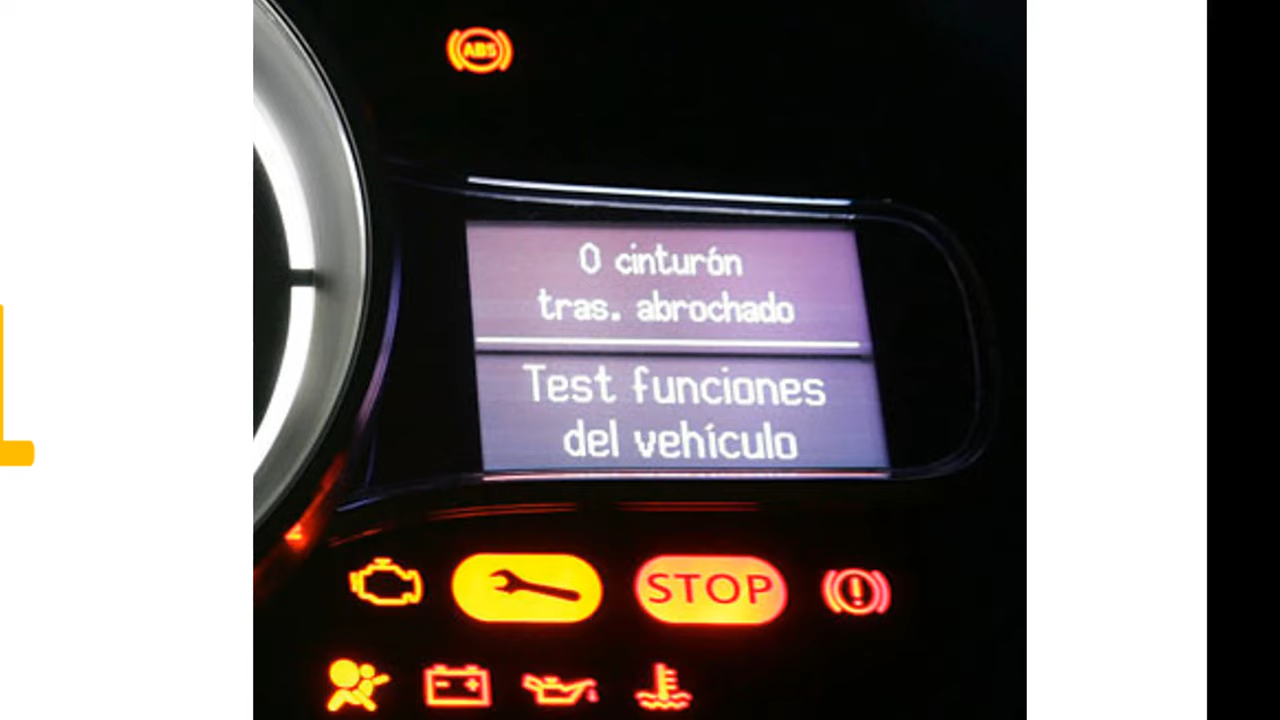 ABS
0 cinturón
tras. abrochado
Test funciones
del vehículo
STOP